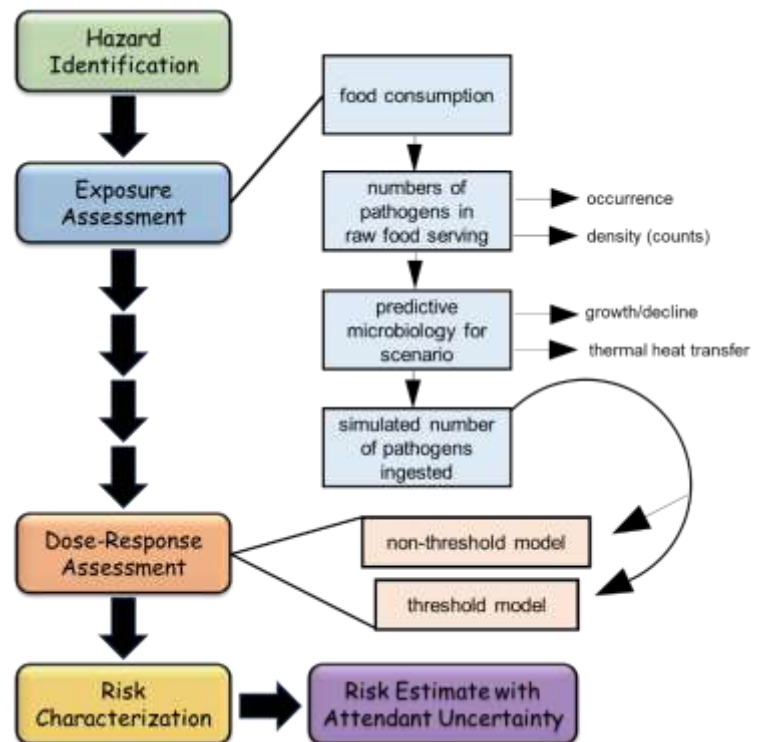 Hazard
Identification
food consumption
Exposure
Assessment
numbers of
pathogens in
raw food serving
occurrence
density (counts)
predictive
microbiology for
scenario
growth/decline
thermal heat transfer
simulated number
of pathogens
ingested
Dose-Response
Assessment
non-threshold model
threshold model
Risk
Characterization
Risk Estimate with
Attendant Uncertainty